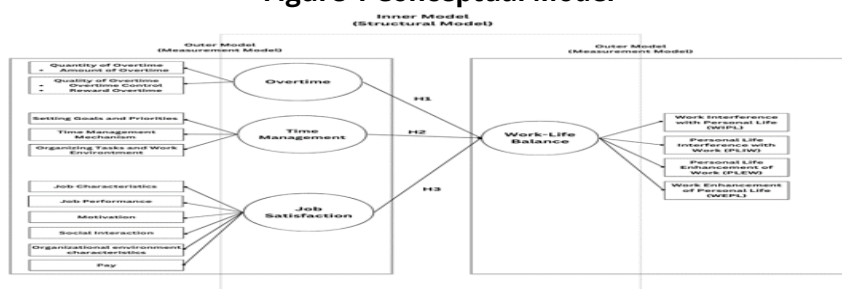 Figure 1 Conceptual Model
Inner Model
(Structural Model)
Outer Model
(Measurement Model)
Outer Model
(Measurement Model)
Quantity of Overtime
• Amount of Overtime
Quality of Overtime
• Overtime Control
Reward Overtime
Setting Goals and Priorities
Time Management
Mechanism
Organizing Tasks and Work
Environtment
Job Characteristics
Job Performance
Motivation
Social Interaction
Organizational environment
characteristics
Pay
Overtime
Time
Management
Job
Satisfaction
H1
H2
H3
Work-Life
Balance
Work Interference
with Personal Life
(WIPL)
Personal Life
Interference with
Work (PLIW)
Personal Life
Enhancement of
Work (PLEW)
Work Enhancement
of Personal Life
(WEPL)